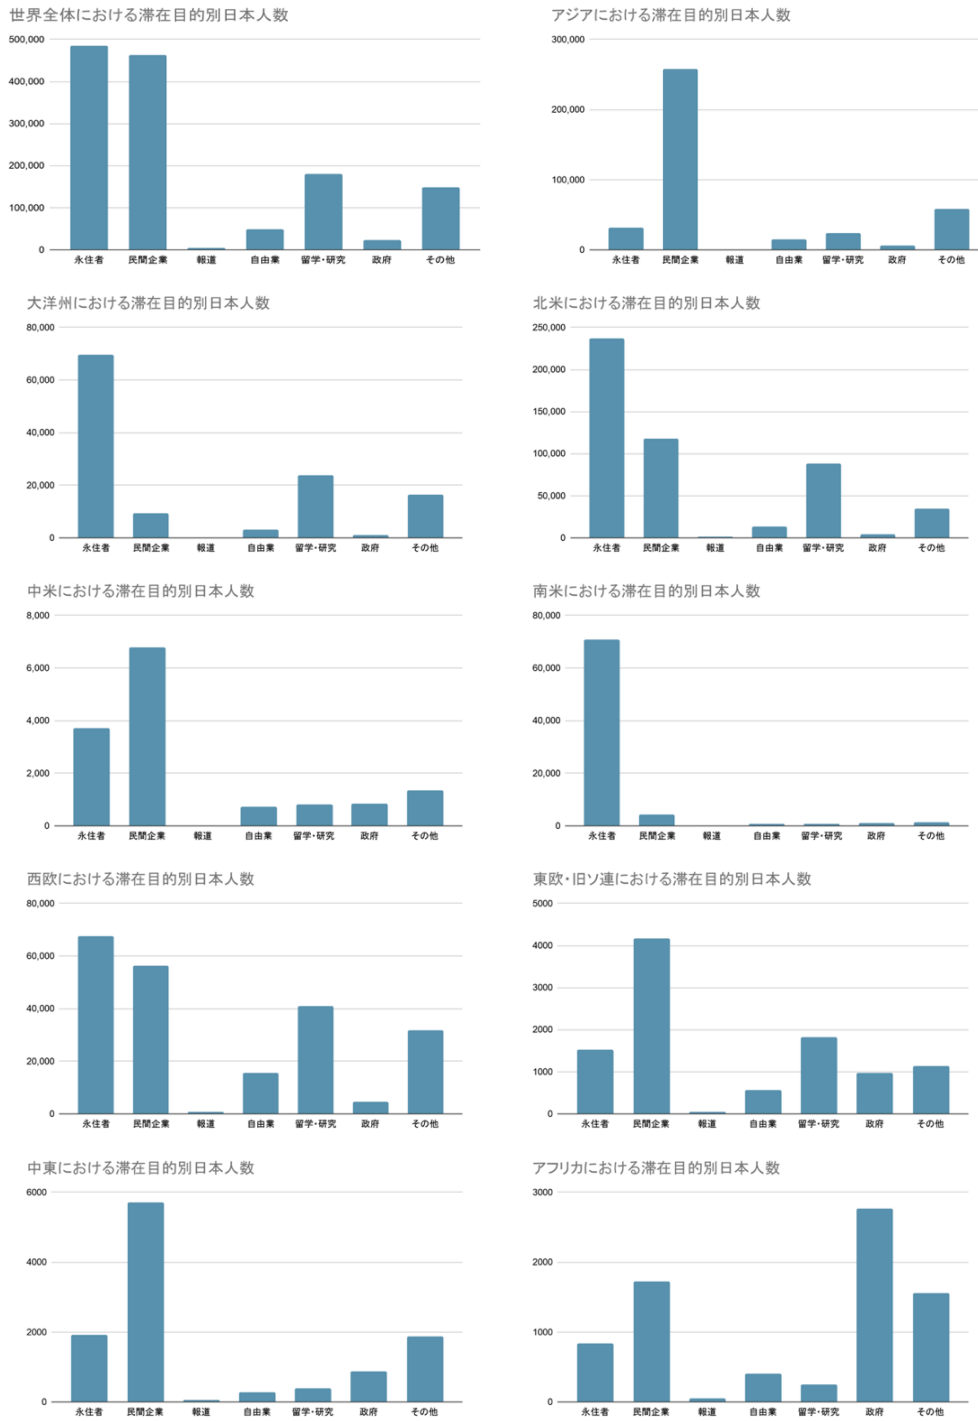 世界全体における滞在目的別日本人数
500,000
400,000
300,000
200,000
100,000
0
永住者 民間企業 報道 自由業 留学・研究 政府 その他
アジアにおける滞在目的別日本人数
300,000
200,000
100,000
0
永住者 民間企業 報道 自由業 留学・研究 政府 その他
大洋州における滞在目的別日本人数
80,000
60,000
40,000
20,000
0
永住者 民間企業 報道 自由業 留学・研究 政府 その他
北米における滞在目的別日本人数
250,000
200,000
150,000
100,000
50,000
0
永住者 民間企業 報道 自由業 留学・研究 政府 その他
中米における滞在目的別日本人数
8,000
6,000
4,000
2,000
0
永住者 民間企業 報道 自由業 留学・研究 政府 その他
南米における滞在目的別日本人数
80,000
60,000
40,000
20,000
0
永住者 民間企業 報道 自由業 留学・研究 政府 その他
西欧における滞在目的別日本人数
80,000
60,000
40,000
20,000
0
永住者 民間企業 報道 自由業 留学・研究 政府 その他
東欧・旧ソ連における滞在目的別日本人数
5000
4000
3000
2000
1000
0
永住者 民間企業 報道 自由業 留学・研究 政府 その他
中東における滞在目的別日本人数
6000
4000
2000
0
永住者 民間企業 報道 自由業 留学・研究 政府 その他
アフリカにおける滞在目的別日本人数
3000
2000
1000
0
永住者 民間企業 報道 自由業 留学・研究 政府 その他